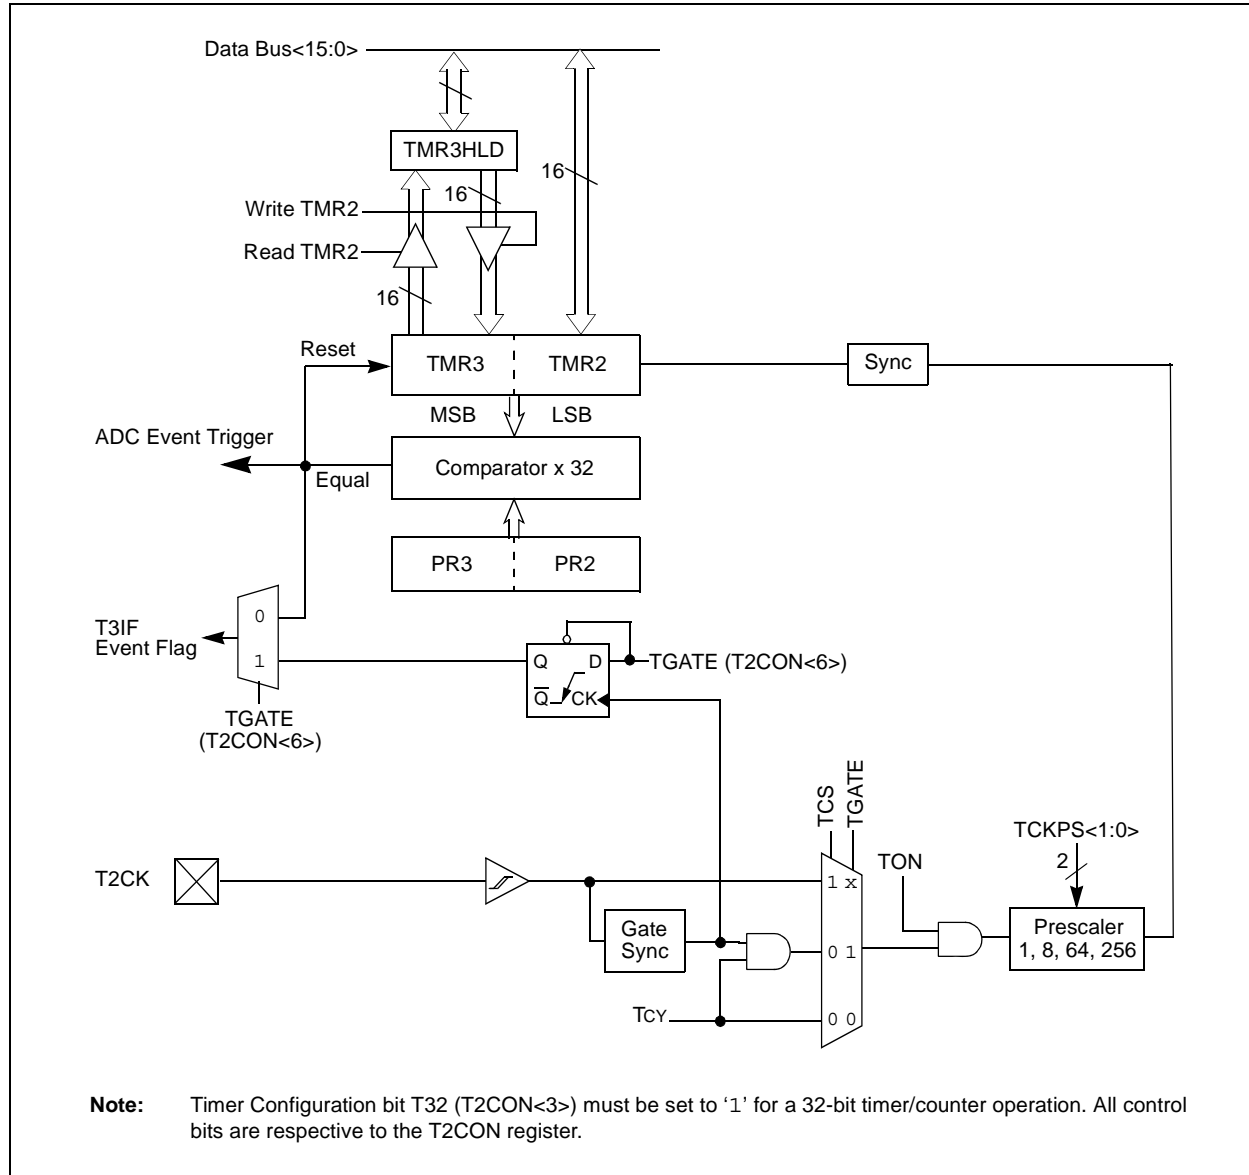 Data Bus<15:0>
TMR3HLD
16
16
Write TMR2
Read TMR2
16
Reset
TMR3
TMR2
Sync
MSB
LSB
ADC Event Trigger
Equal
Comparator x 32
PR3
PR2
0
T3IF
Event Flag
1
Q
D
TGATE (T2CON<6>)
Q
CK
TGATE
(T2CON<6>)
TCS
TGATE
TCKPS<1:0>
2
TON
T2CK
1 x
Gate
Sync
0 1
Prescaler
1, 8, 64, 256
TCY
0 0
Note: Timer Configuration bit T32 (T2CON<3>) must be set to ‘1’ for a 32-bit timer/counter operation. All control
bits are respective to the T2CON register.